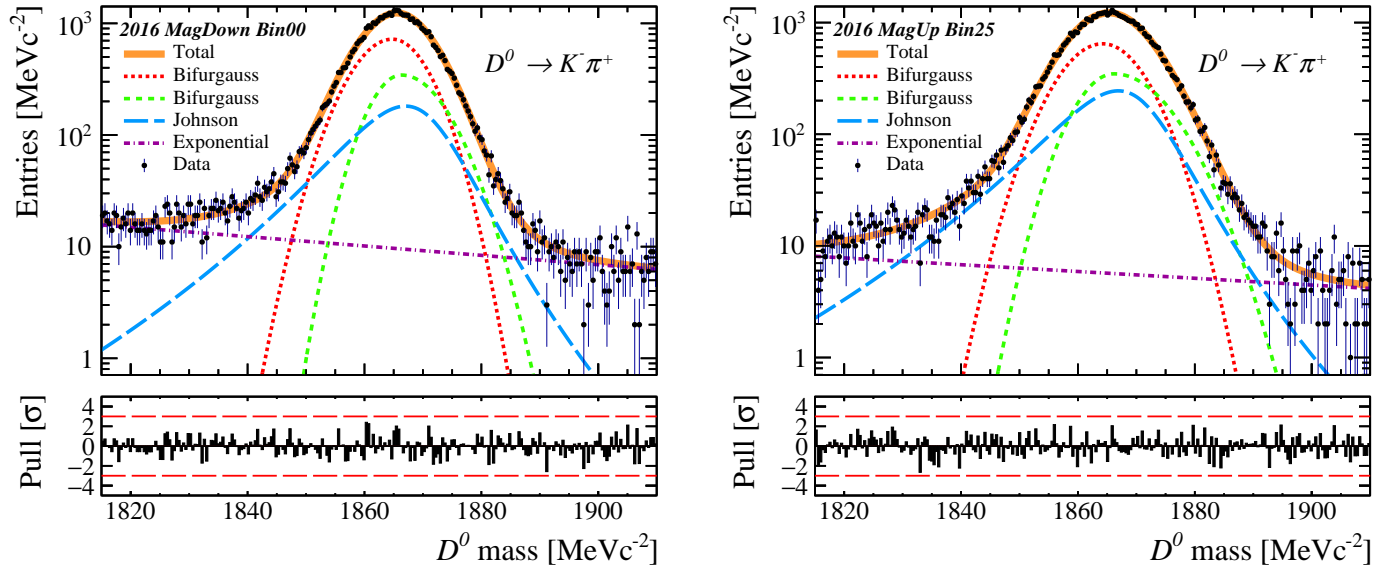 2016 MagDown Bin00
Total
Bifurgauss
Bifurgauss
Johnson
Exponential
Data
D⁰ → K⁻π⁺
Entries [MeVc⁻²]
10³
10²
10
1
Pull [σ]
4
2
0
−2
−4
1820 1840 1860 1880 1900
D⁰ mass [MeVc⁻²]
2016 MagUp Bin25
Total
Bifurgauss
Bifurgauss
Johnson
Exponential
Data
D⁰ → K⁻π⁺
Entries [MeVc⁻²]
10³
10²
10
1
Pull [σ]
4
2
0
−2
−4
1820 1840 1860 1880 1900
D⁰ mass [MeVc⁻²]